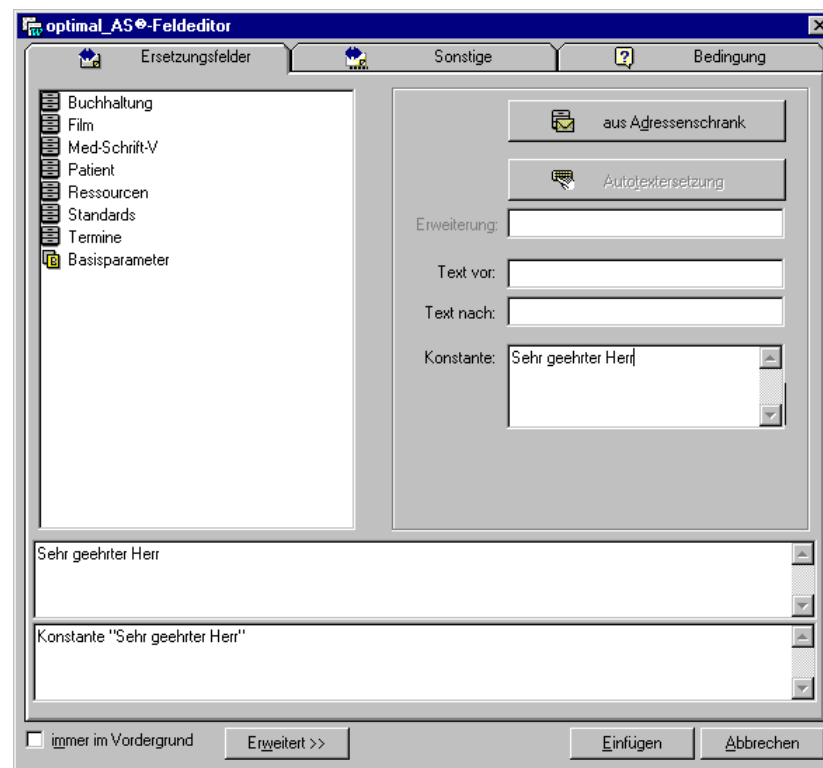 optimal_AS®-Feldeditor
Ersetzungsfelder
Sonstige
Bedingung
Buchhaltung
Film
Med-Schrift-V
Patient
Ressourcen
Standards
Termine
Basisparameter
aus Adressenschrank
Autotextersetzung
Erweiterung:
Text vor:
Text nach:
Konstante:
Sehr geehrter Herr
Sehr geehrter Herr
Konstante "Sehr geehrter Herr"
immer im Vordergrund
Erweitert >>
Einfügen
Abbrechen